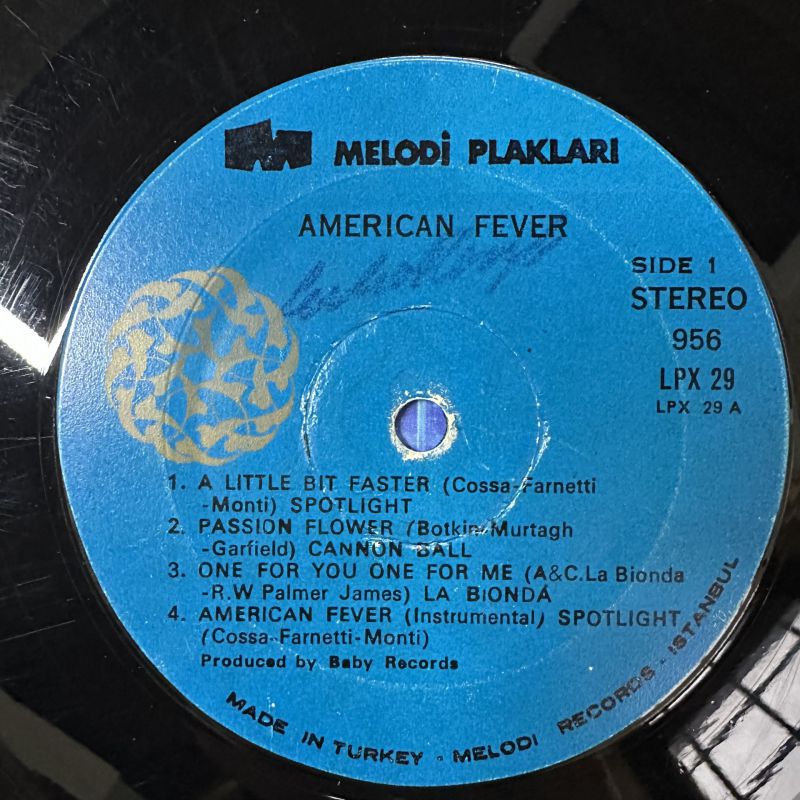 MELODİ PLAKLARI
AMERICAN FEVER
SIDE 1
STEREO
956
LPX 29
LPX 29 A
1. A LITTLE BIT FASTER (Cossa-Farnetti
-Monti) SPOTLIGHT
2. PASSION FLOWER (Botkin-Murtagh
-Garfield) CANNON BALL
3. ONE FOR YOU ONE FOR ME (A&C.La Bionda
-R.W Palmer James) LA BIONDA
4. AMERICAN FEVER (Instrumental) SPOTLIGHT
(Cossa-Farnetti-Monti)
Produced by Baby Records
MADE IN TURKEY - MELODI RECORDS - ISTANBUL